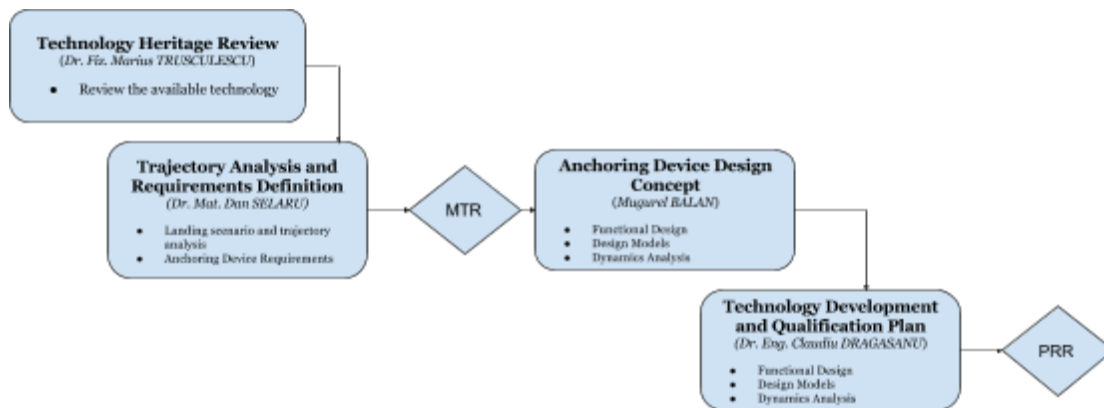 Technology Heritage Review
(Dr. Fiz. Marius TRUSCULESCU)
● Review the available technology
Trajectory Analysis and
Requirements Definition
(Dr. Mat. Dan SELARU)
● Landing scenario and trajectory
analysis
● Anchoring Device Requirements
MTR
Anchoring Device Design
Concept
(Mugurel BALAN)
● Functional Design
● Design Models
● Dynamics Analysis
Technology Development
and Qualification Plan
(Dr. Eng. Claudiu DRAGASANU)
● Functional Design
● Design Models
● Dynamics Analysis
PRR